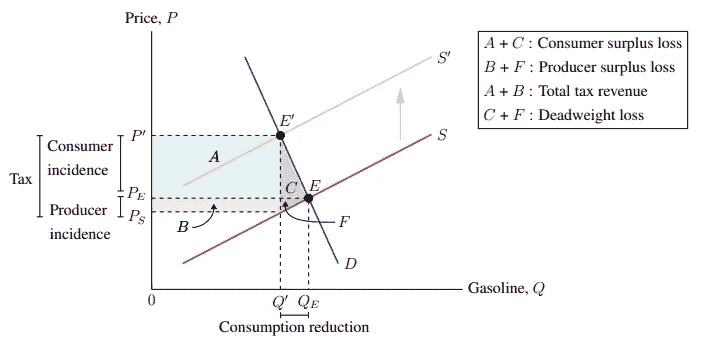 Price, P
A + C : Consumer surplus loss
B + F : Producer surplus loss
A + B : Total tax revenue
C + F : Deadweight loss
S′
E′
P′
S
Consumer
incidence
A
Tax
C
E
P_E
Producer
incidence
P_S
B
F
D
0
Q′
Q_E
Gasoline, Q
Consumption reduction